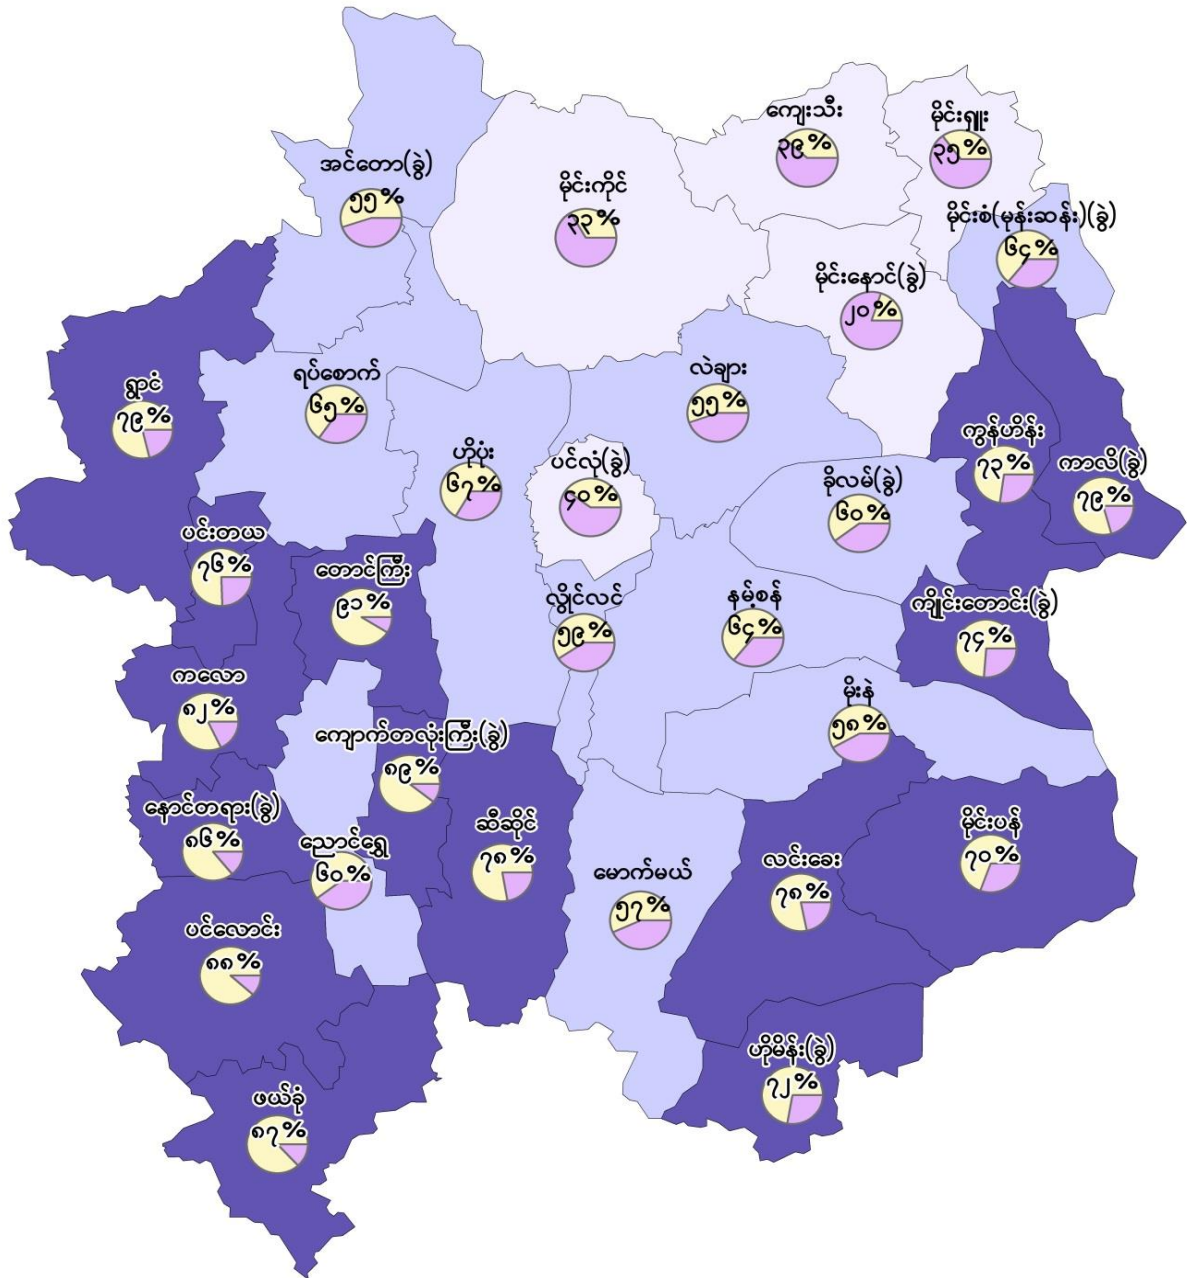 ကျေးသီး
၃၉%
မိုင်းရှူး
၃၅%
အင်တော(ခွဲ)
၅၅%
မိုင်းကိုင်
၃၃%
မိုင်းစံ(မုန်းဆန်း)(ခွဲ)
၆၄%
မိုင်းနောင်(ခွဲ)
၂၀%
ရွာငံ
၇၉%
ရပ်စောက်
၆၅%
လဲချား
၅၅%
ဟိုပုံး
၆၇%
ပင်လုံ(ခွဲ)
၄၀%
ခိုလမ်(ခွဲ)
၆၀%
ကွန်ဟိန်း
၇၃%
ကာလိ(ခွဲ)
၇၉%
ပင်းတယ
၇၆%
တောင်ကြီး
၉၁%
လွိုင်လင်
၅၉%
နမ့်စန်
၆၄%
ကျိုင်းတောင်း(ခွဲ)
၇၄%
ကလော
၈၂%
ကျောက်တလုံးကြီး(ခွဲ)
၈၉%
မိုးနဲ
၅၈%
နောင်တရား(ခွဲ)
၈၆%
ညောင်ရွှေ
၆၀%
ဆီဆိုင်
၇၈%
မောက်မယ်
၅၇%
လင်းခေး
၇၈%
မိုင်းပန်
၇၀%
ပင်လောင်း
၈၈%
ဟိုမိန်း(ခွဲ)
၇၂%
ဖယ်ခုံ
၈၇%